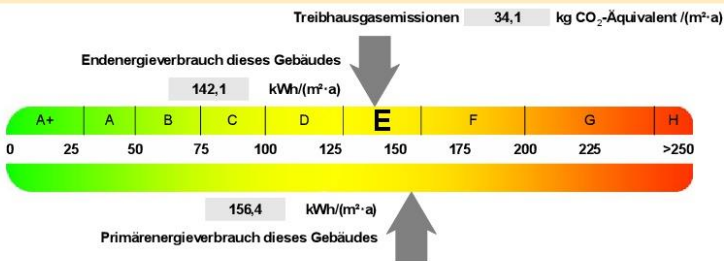 Treibhausgasemissionen 34,1 kg CO₂-Äquivalent /(m²·a)
Endenergieverbrauch dieses Gebäudes
142,1 kWh/(m²·a)
A+ A B C D E F G H
0 25 50 75 100 125 150 175 200 225 >250
156,4 kWh/(m²·a)
Primärenergieverbrauch dieses Gebäudes